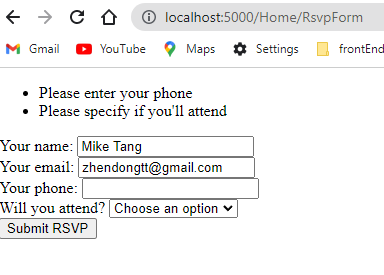 localhost:5000/Home/RsvpForm
Gmail YouTube Maps Settings frontEnd
Please enter your phone
Please specify if you'll attend
Your name: Mike Tang
Your email: zhendongtt@gmail.com
Your phone:
Will you attend? Choose an option
Submit RSVP